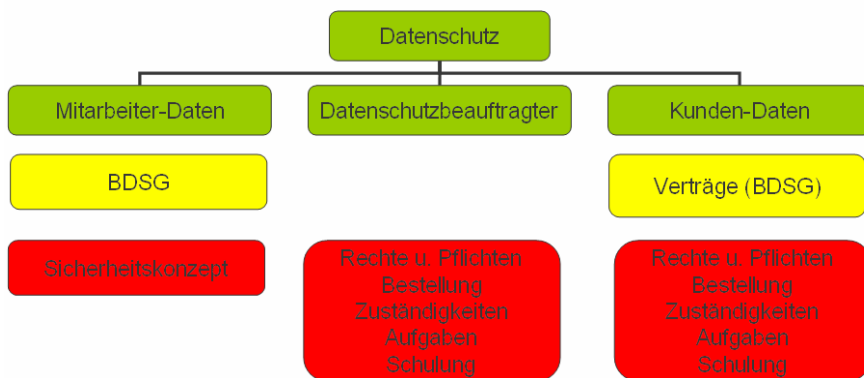 Datenschutz
Mitarbeiter-Daten
Datenschutzbeauftragter
Kunden-Daten
BDSG
Verträge (BDSG)
Sicherheitskonzept
Rechte u. Pflichten
Bestellung
Zuständigkeiten
Aufgaben
Schulung
Rechte u. Pflichten
Bestellung
Zuständigkeiten
Aufgaben
Schulung